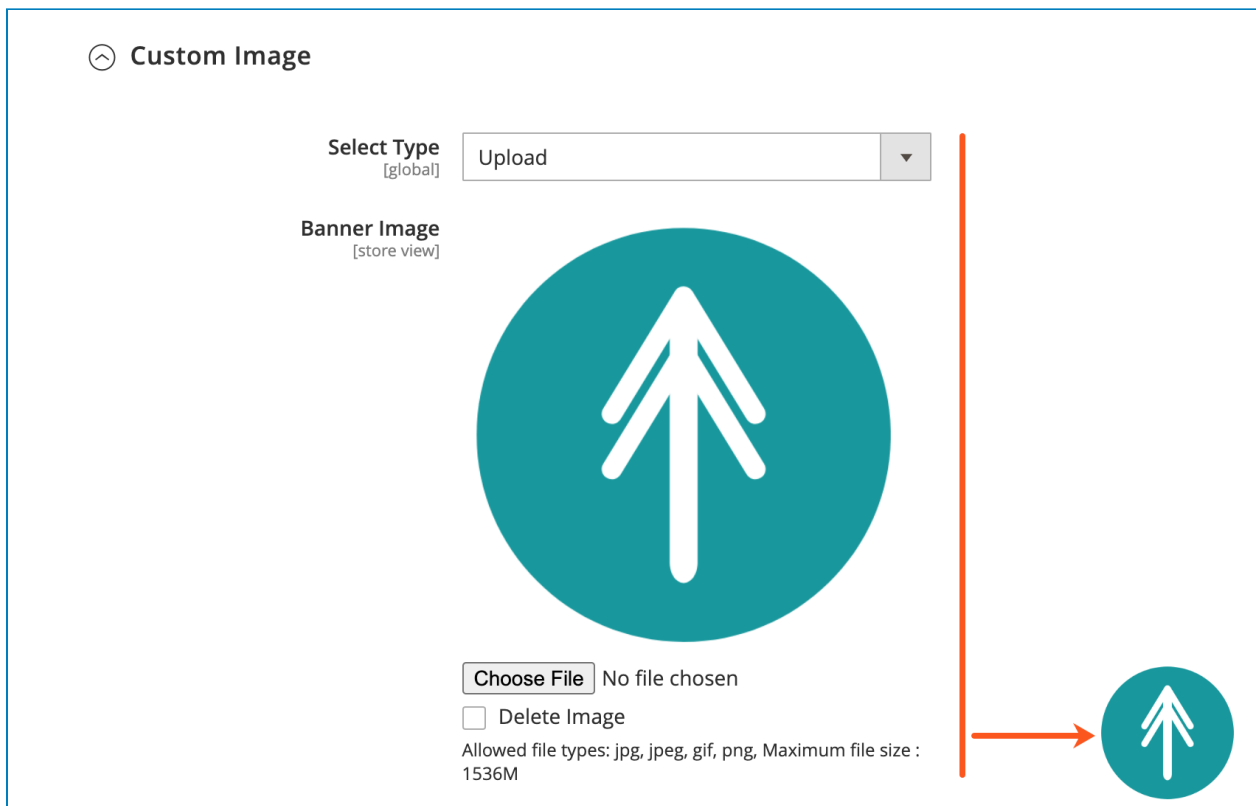 Custom Image
Select Type
[global]
Upload
Banner Image
[store view]
Choose File No file chosen
Delete Image
Allowed file types: jpg, jpeg, gif, png, Maximum file size :
1536M